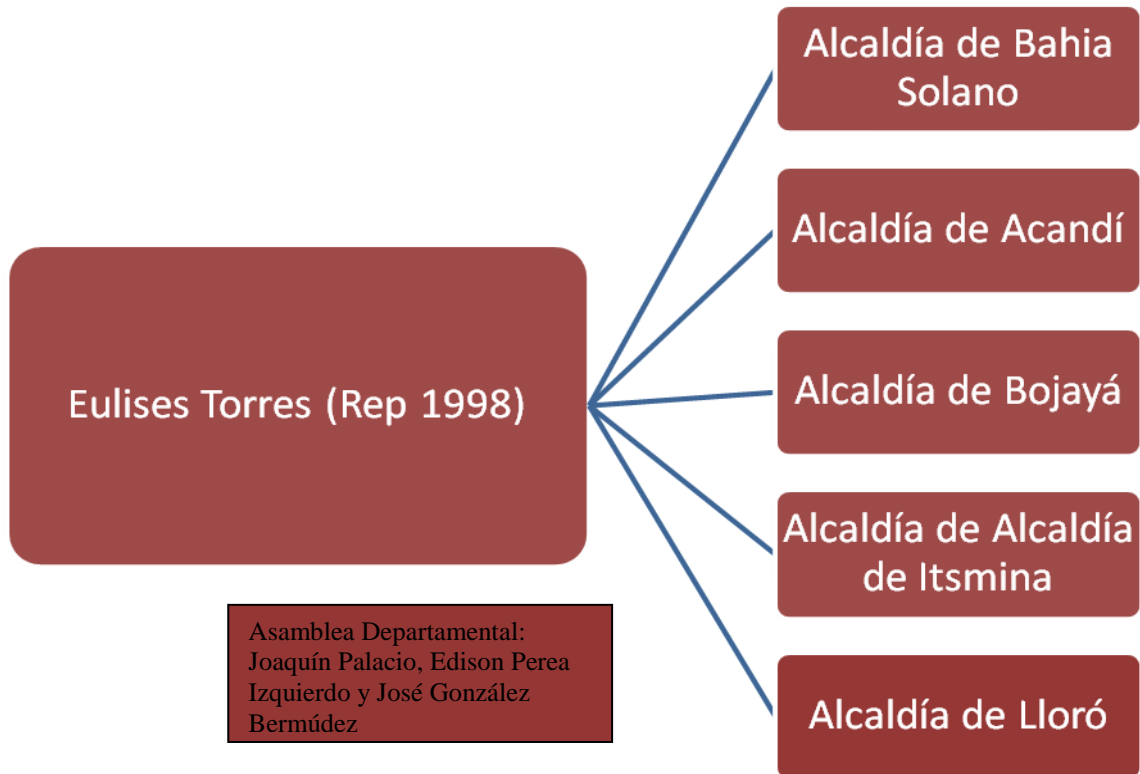 Alcaldía de Bahia
Solano
Alcaldía de Acandí
Eulises Torres (Rep 1998)
Alcaldía de Bojayá
Alcaldía de Alcaldía
de Itsmina
Asamblea Departamental:
Joaquín Palacio, Edison Perea
Izquierdo y José González
Bermúdez
Alcaldía de Lloró